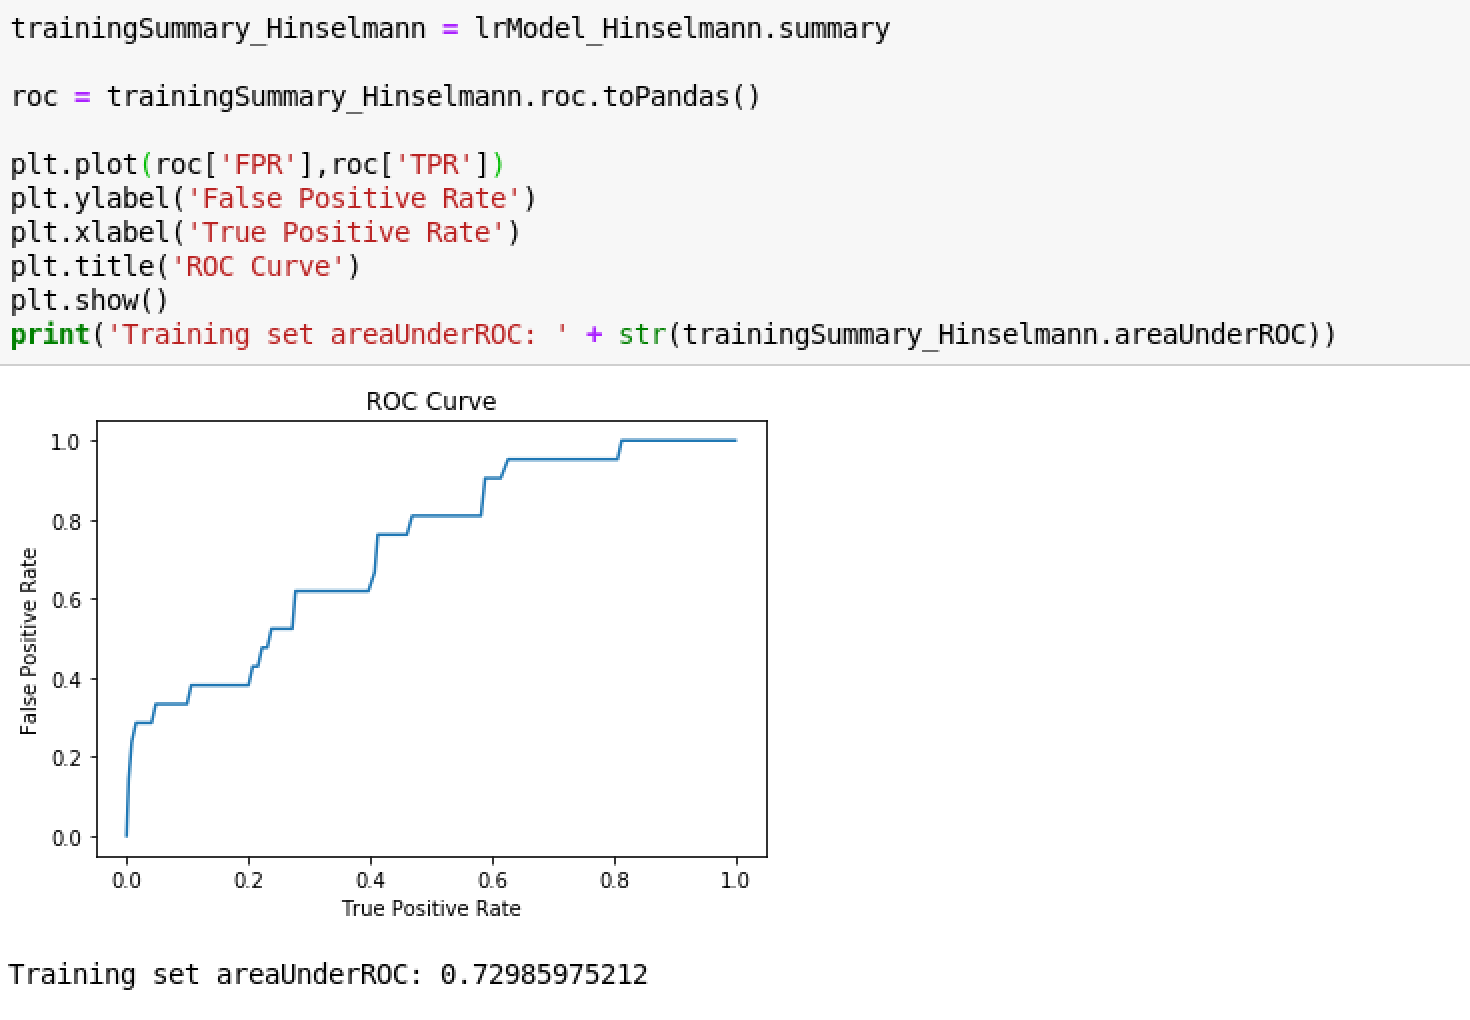 trainingSummary_Hinselmann = lrModel_Hinselmann.summary
roc = trainingSummary_Hinselmann.roc.toPandas()
plt.plot(roc['FPR'],roc['TPR'])
plt.ylabel('False Positive Rate')
plt.xlabel('True Positive Rate')
plt.title('ROC Curve')
plt.show()
print('Training set areaUnderROC: ' + str(trainingSummary_Hinselmann.areaUnderROC))
ROC Curve
1.0
0.8
0.6
0.4
0.2
0.0
False Positive Rate
0.0 0.2 0.4 0.6 0.8 1.0
True Positive Rate
Training set areaUnderROC: 0.72985975212